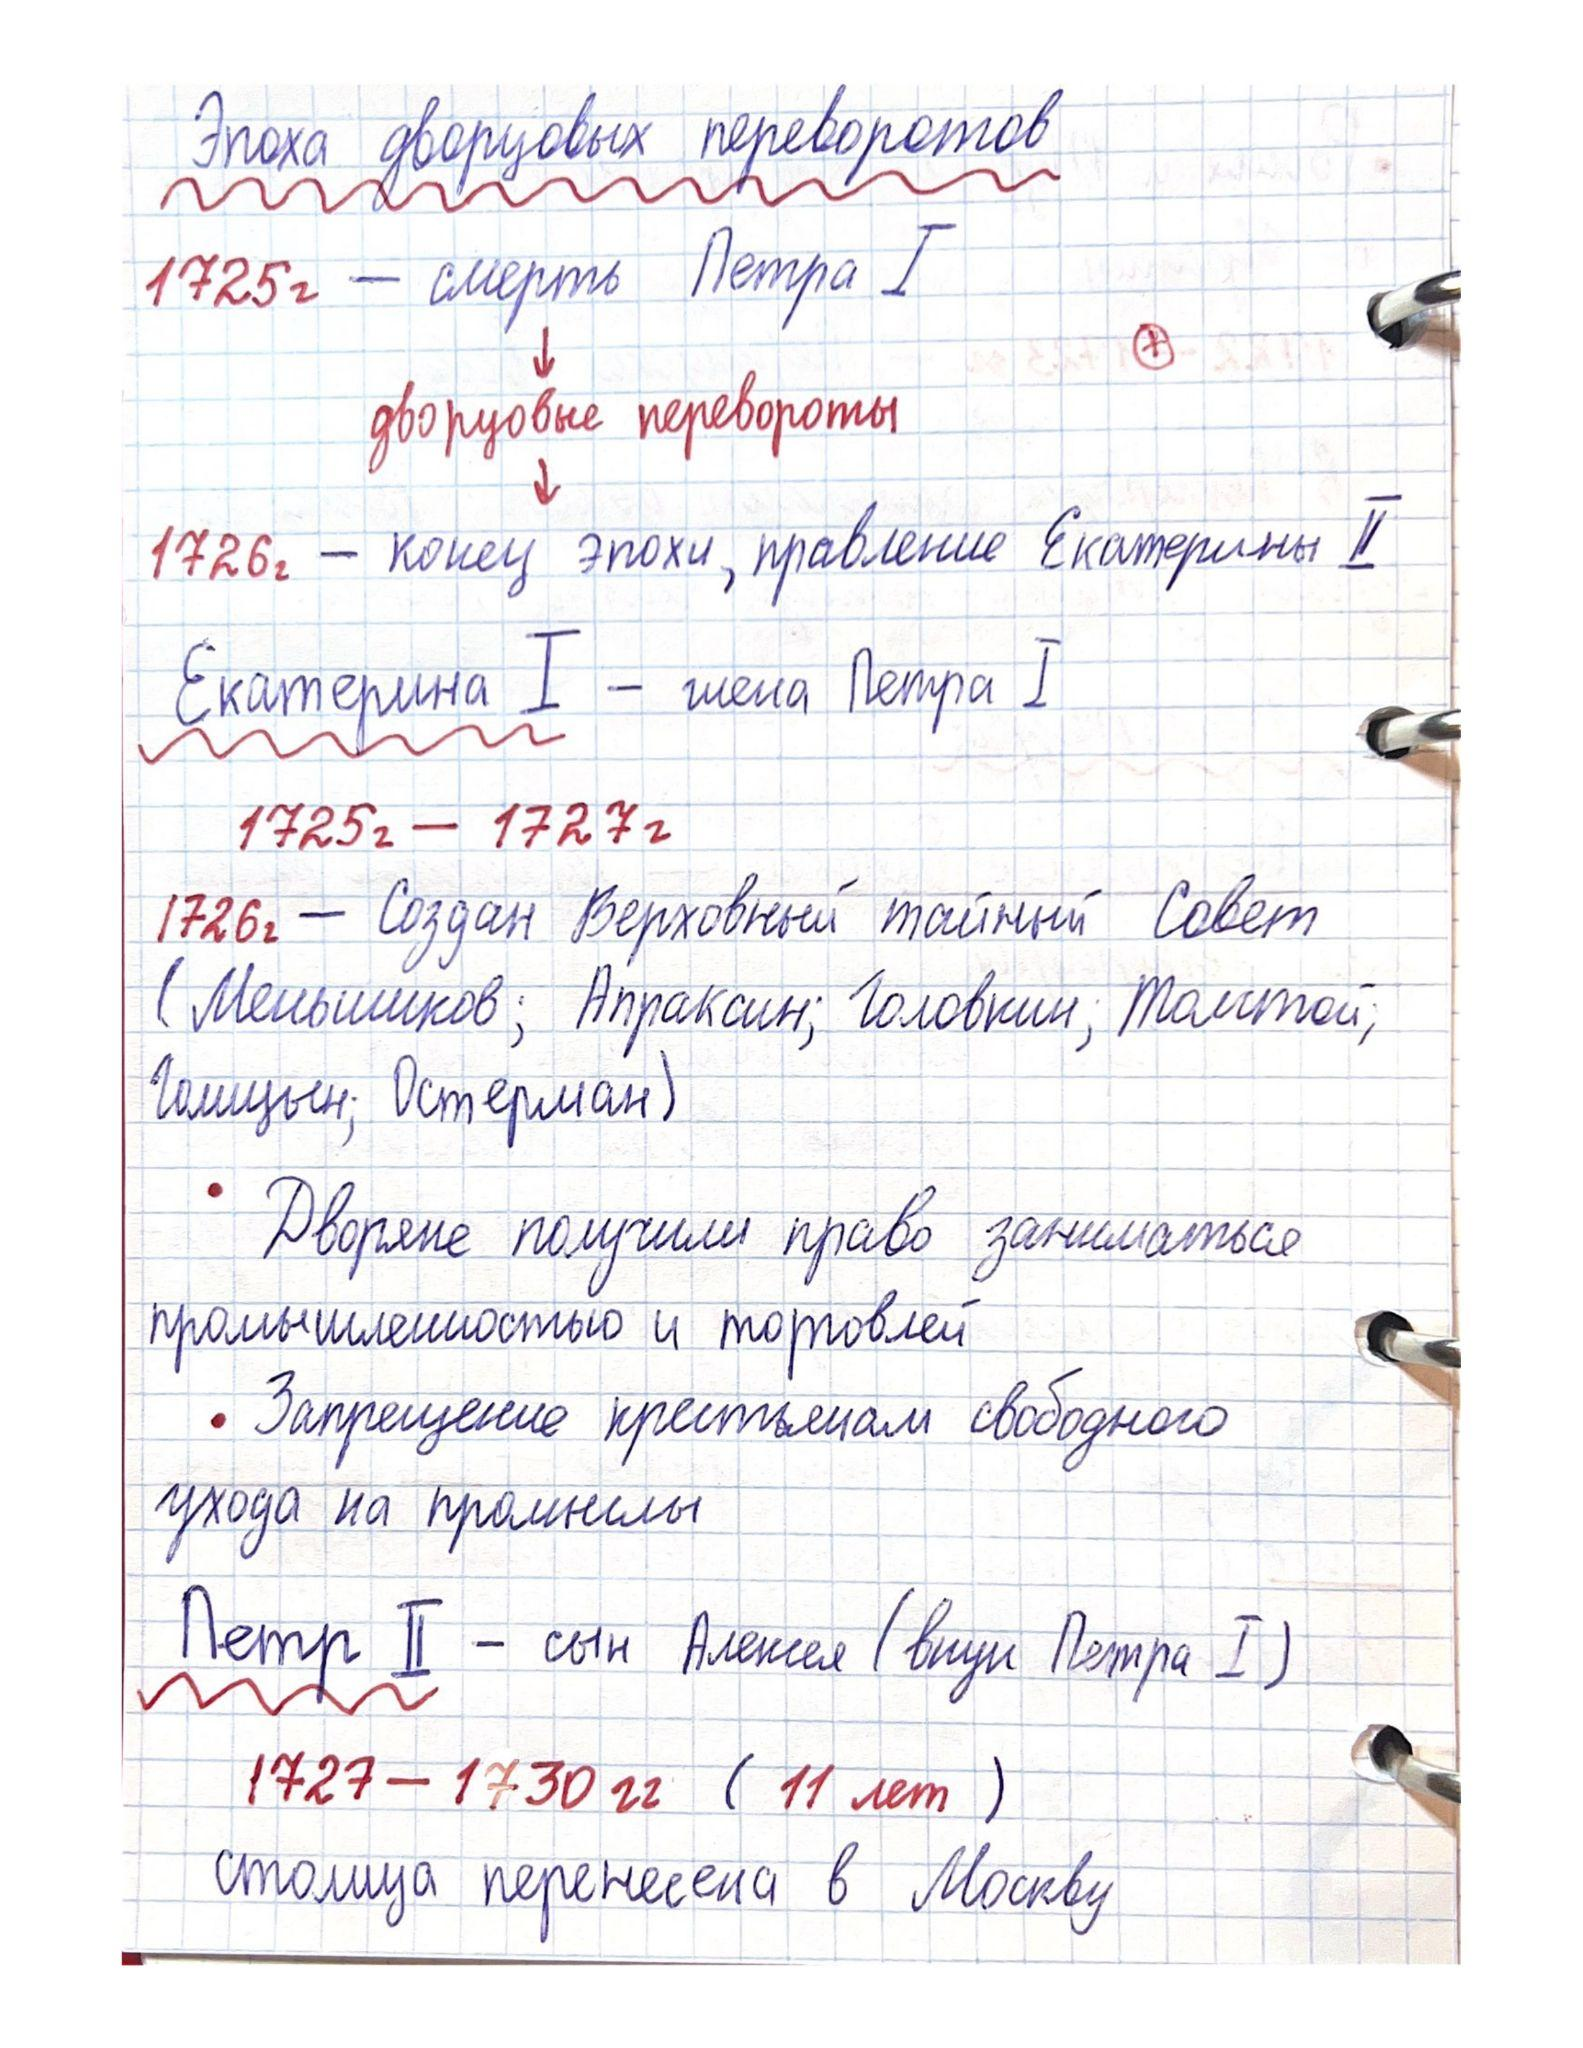 Эпоха дворцовых переворотов
1725г – смерть Петра I
↓
+
дворцовые перевороты
↓
1726г – конец эпохи, правление Екатерины II
Екатерина I – жена Петра I
1725г – 1727г
1726г – Создан Верховный тайный Совет
(Меньшиков; Апраксин; Головкин; Толстой;
Голицын; Остерман)
• Дворяне получили право заниматься
промышленностью и торговлей
• Запрещение крестьянам свободного
ухода на промыслы
Петр II – сын Алексея (внук Петра I)
1727 – 1730 гг (11 лет)
столица перенесена в Москву